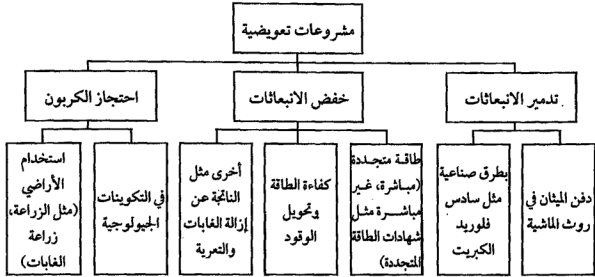 مشروعات تعويضية
تدمير الانبعاثات
خفض الانبعاثات
احتجاز الكربون
دفن الميثان في
روث الماشية
بطرق صناعية
مثل سادس
فلوريد
الكبريت
طاقة متجددة
(مباشرة، غير
مباشرة مثل
شهادات الطاقة
المتجددة)
كفاءة الطاقة
وتحويل
الوقود
أخرى مثل
الناتجة عن
إزالة الغابات
والتعرية
في التكوينات
الجيولوجية
استخدام
الأراضي
(مثل الزراعة،
زراعة
الغابات)